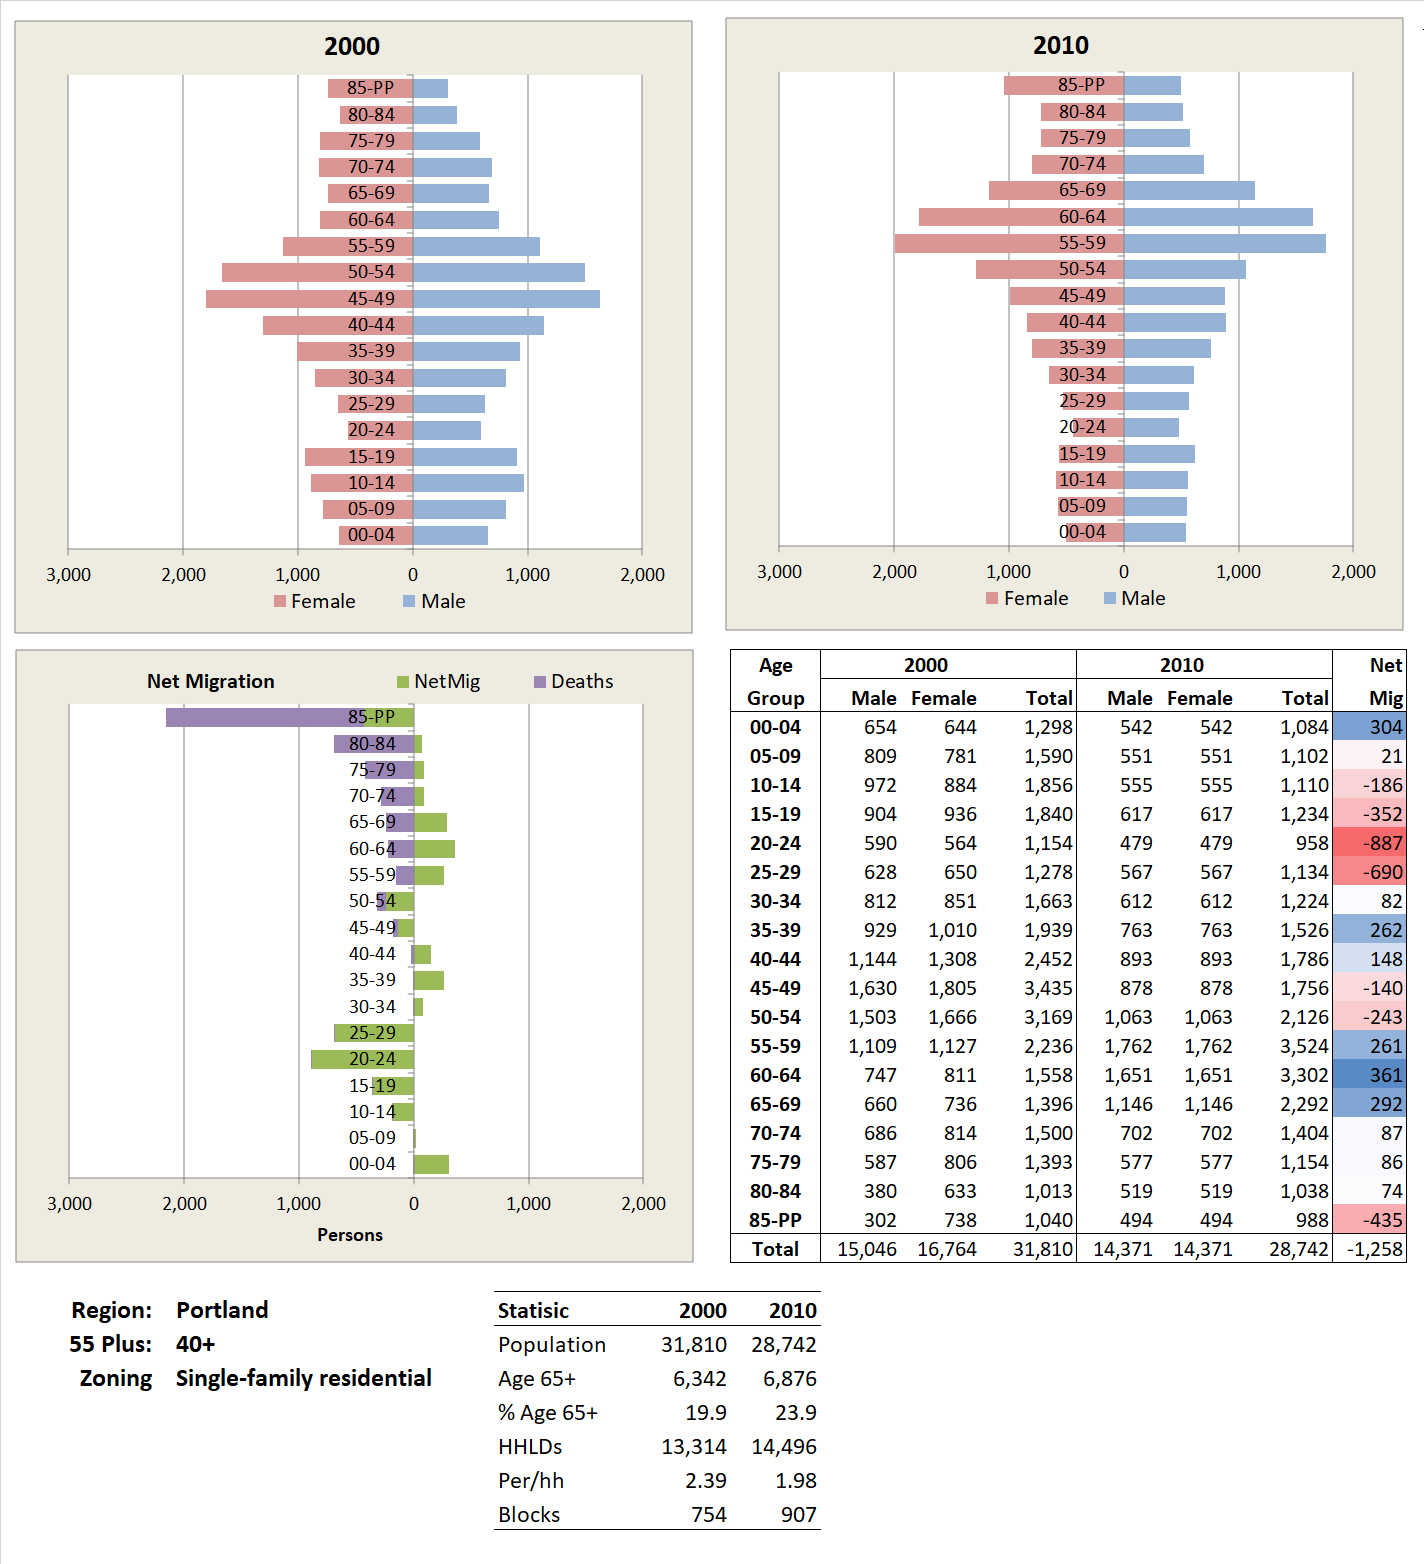 2000
85-PP
80-84
75-79
70-74
65-69
60-64
55-59
50-54
45-49
40-44
35-39
30-34
25-29
20-24
15-19
10-14
05-09
00-04
3,000 2,000 1,000 0 1,000 2,000
Female Male
2010
85-PP
80-84
75-79
70-74
65-69
60-64
55-59
50-54
45-49
40-44
35-39
30-34
25-29
20-24
15-19
10-14
05-09
00-04
3,000 2,000 1,000 0 1,000 2,000
Female Male
Net Migration NetMig Deaths
85-PP
80-84
75-79
70-74
65-69
60-64
55-59
50-54
45-49
40-44
35-39
30-34
25-29
20-24
15-19
10-14
05-09
00-04
3,000 2,000 1,000 0 1,000 2,000
Persons
Age 2000 2010 Net
Group Male Female Total Male Female Total Mig
00-04 654 644 1,298 542 542 1,084 304
05-09 809 781 1,590 551 551 1,102 21
10-14 972 884 1,856 555 555 1,110 -186
15-19 904 936 1,840 617 617 1,234 -352
20-24 590 564 1,154 479 479 958 -887
25-29 628 650 1,278 567 567 1,134 -690
30-34 812 851 1,663 612 612 1,224 82
35-39 929 1,010 1,939 763 763 1,526 262
40-44 1,144 1,308 2,452 893 893 1,786 148
45-49 1,630 1,805 3,435 878 878 1,756 -140
50-54 1,503 1,666 3,169 1,063 1,063 2,126 -243
55-59 1,109 1,127 2,236 1,762 1,762 3,524 261
60-64 747 811 1,558 1,651 1,651 3,302 361
65-69 660 736 1,396 1,146 1,146 2,292 292
70-74 686 814 1,500 702 702 1,404 87
75-79 587 806 1,393 577 577 1,154 86
80-84 380 633 1,013 519 519 1,038 74
85-PP 302 738 1,040 494 494 988 -435
Total 15,046 16,764 31,810 14,371 14,371 28,742 -1,258
Region: Portland
55 Plus: 40+
Zoning Single-family residential
Statisic 2000 2010
Population 31,810 28,742
Age 65+ 6,342 6,876
% Age 65+ 19.9 23.9
HHLDs 13,314 14,496
Per/hh 2.39 1.98
Blocks 754 907